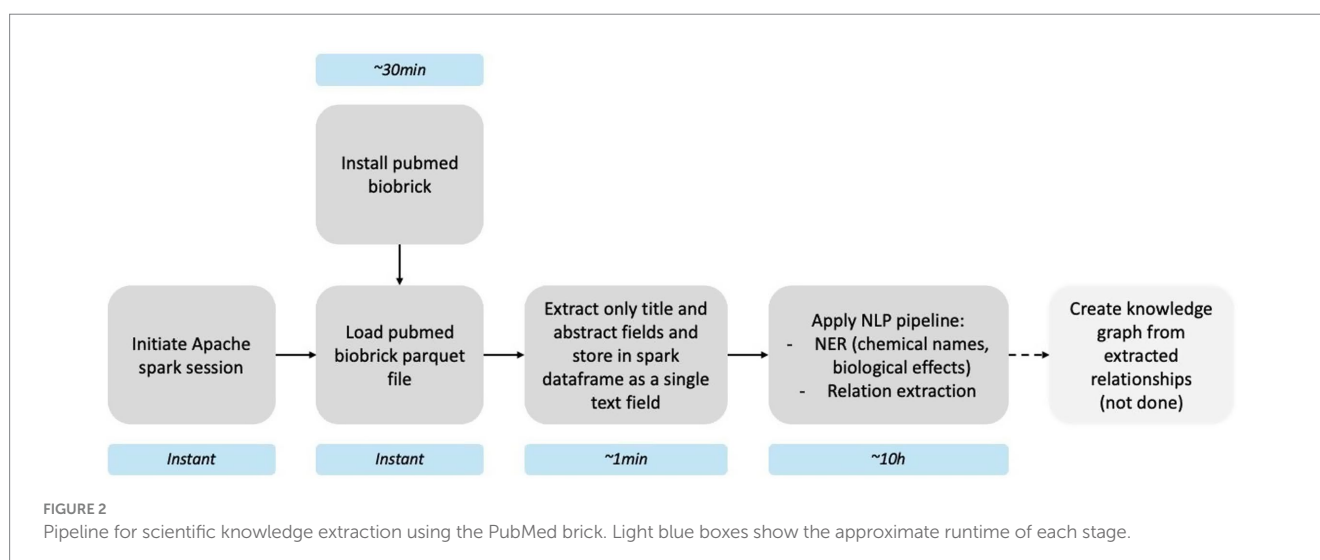 ~30min
Install pubmed
biobrick
Initiate Apache
spark session
Load pubmed
biobrick parquet
file
Extract only title and
abstract fields and
store in spark
dataframe as a single
text field
Apply NLP pipeline:
- NER (chemical names,
biological effects)
- Relation extraction
Create knowledge
graph from
extracted
relationships
(not done)
Instant
Instant
~1min
~10h
FIGURE 2
Pipeline for scientific knowledge extraction using the PubMed brick. Light blue boxes show the approximate runtime of each stage.